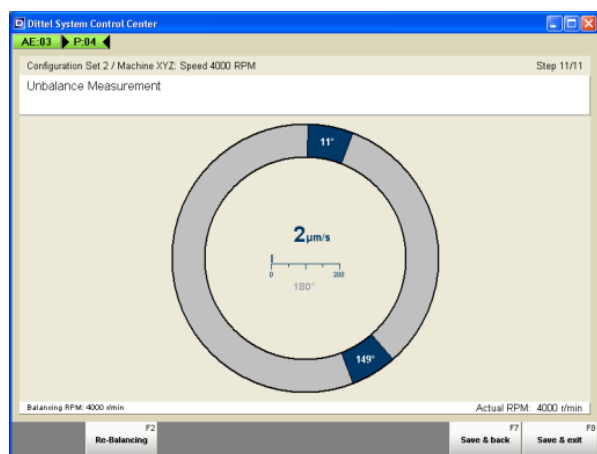 Dittel System Control Center
AE:03 P:04
Configuration Set 2 / Machine XYZ: Speed 4000 RPM Step 11/11
Unbalance Measurement
11°
2 µm/s
0 200
180°
149°
Balancing RPM: 4000 r/min Actual RPM: 4000 r/min
F2 F7 F8
Re-Balancing Save & back Save & exit